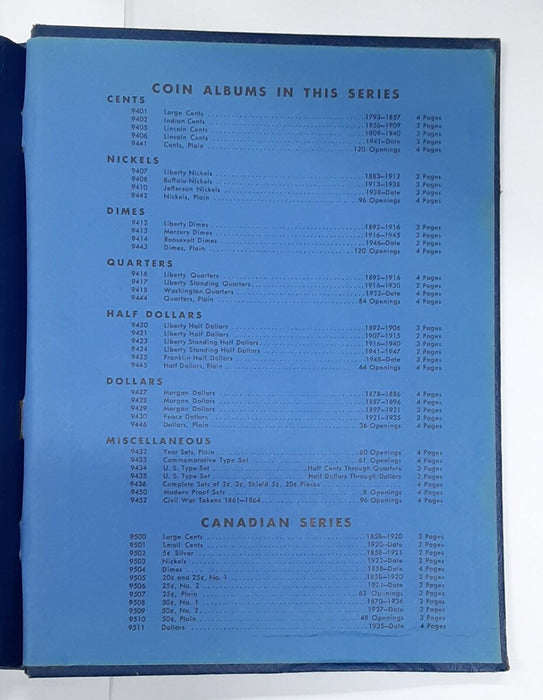 COIN ALBUMS IN THIS SERIES
CENTS
9401 Large Cents 1793–1857 4 Pages
9402 Indian Cents 1856–1909 2 Pages
9405 Lincoln Cents 1909–1940 3 Pages
9406 Lincoln Cents 1941–Date 3 Pages
9441 Cents, Plain 120 Openings 4 Pages
NICKELS
9407 Liberty Nickels 1883–1912 2 Pages
9408 Buffalo Nickels 1913–1938 3 Pages
9410 Jefferson Nickels 1938–Date 3 Pages
9442 Nickels, Plain 96 Openings 4 Pages
DIMES
9412 Liberty Dimes 1892–1916 3 Pages
9413 Mercury Dimes 1916–1945 3 Pages
9414 Roosevelt Dimes 1946–Date 2 Pages
9443 Dimes, Plain 120 Openings 4 Pages
QUARTERS
9416 Liberty Quarters 1892–1916 4 Pages
9417 Liberty Standing Quarters 1916–1930 2 Pages
9418 Washington Quarters 1932–Date 4 Pages
9444 Quarters, Plain 84 Openings 4 Pages
HALF DOLLARS
9420 Liberty Half Dollars 1892–1906 3 Pages
9421 Liberty Half Dollars 1907–1915 2 Pages
9423 Liberty Standing Half Dollars 1916–1940 3 Pages
9424 Liberty Standing Half Dollars 1941–1947 2 Pages
9425 Franklin Half Dollars 1948–Date 3 Pages
9445 Half Dollars, Plain 64 Openings 4 Pages
DOLLARS
9427 Morgan Dollars 1878–1886 4 Pages
9428 Morgan Dollars 1887–1896 4 Pages
9429 Morgan Dollars 1897–1921 3 Pages
9430 Peace Dollars 1921–1935 3 Pages
9446 Dollars, Plain 36 Openings 4 Pages
MISCELLANEOUS
9432 Year Sets, Plain 60 Openings 4 Pages
9433 Commemorative Type Set 61 Openings 4 Pages
9434 U. S. Type Set Half Cents Through Quarters 3 Pages
9435 U. S. Type Set Half Dollars Through Dollars 2 Pages
9436 Complete Sets of 2¢, 3¢, Shield 5¢, 20¢ Pieces 4 Pages
9450 Modern Proof Sets 8 Openings 4 Pages
9452 Civil War Tokens 1861–1864 96 Openings 4 Pages
CANADIAN SERIES
9500 Large Cents 1858–1920 3 Pages
9501 Small Cents 1920–Date 2 Pages
9502 5¢ Silver 1858–1921 2 Pages
9503 Nickels 1922–Date 2 Pages
9504 Dimes 1858–Date 4 Pages
9505 20¢ and 25¢, No. 1 1858–1920 3 Pages
9506 25¢, No. 2 1921–Date 3 Pages
9507 25¢, Plain 63 Openings 3 Pages
9508 50¢, No. 1 1870–1936 3 Pages
9509 50¢, No. 2 1937–Date 3 Pages
9510 50¢, Plain 48 Openings 3 Pages
9511 Dollars 1935–Date 4 Pages